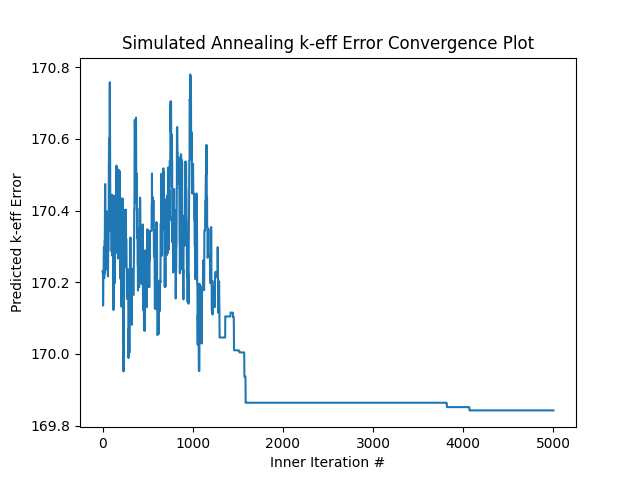 Simulated Annealing k-eff Error Convergence Plot
170.8
170.6
170.4
170.2
170.0
169.8
Predicted k-eff Error
0 1000 2000 3000 4000 5000
Inner Iteration #